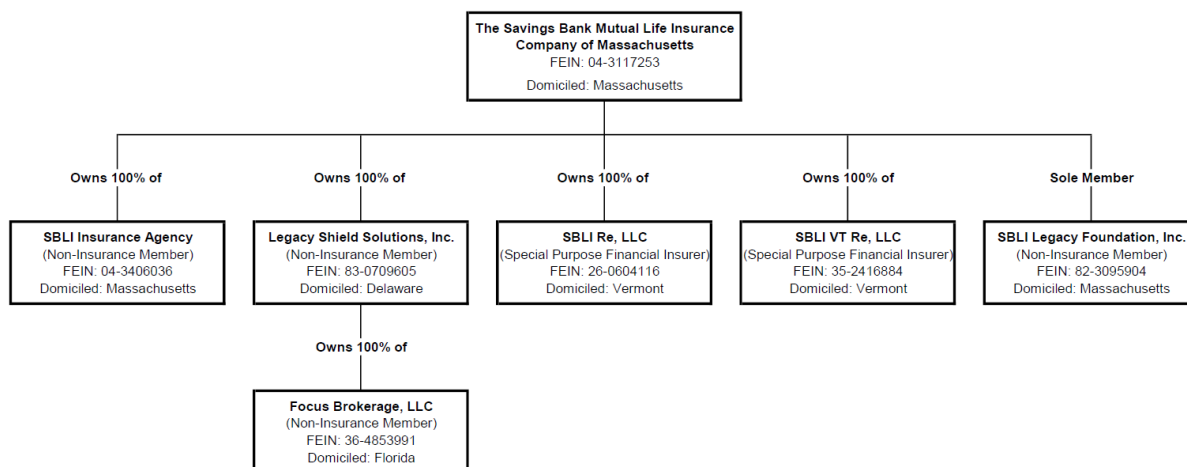 The Savings Bank Mutual Life Insurance
Company of Massachusetts
FEIN: 04-3117253
Domiciled: Massachusetts
Owns 100% of
Owns 100% of
Owns 100% of
Owns 100% of
Sole Member
SBLI Insurance Agency
(Non-Insurance Member)
FEIN: 04-3406036
Domiciled: Massachusetts
Legacy Shield Solutions, Inc.
(Non-Insurance Member)
FEIN: 83-0709605
Domiciled: Delaware
SBLI Re, LLC
(Special Purpose Financial Insurer)
FEIN: 26-0604116
Domiciled: Vermont
SBLI VT Re, LLC
(Special Purpose Financial Insurer)
FEIN: 35-2416884
Domiciled: Vermont
SBLI Legacy Foundation, Inc.
(Non-Insurance Member)
FEIN: 82-3095904
Domiciled: Massachusetts
Owns 100% of
Focus Brokerage, LLC
(Non-Insurance Member)
FEIN: 36-4853991
Domiciled: Florida